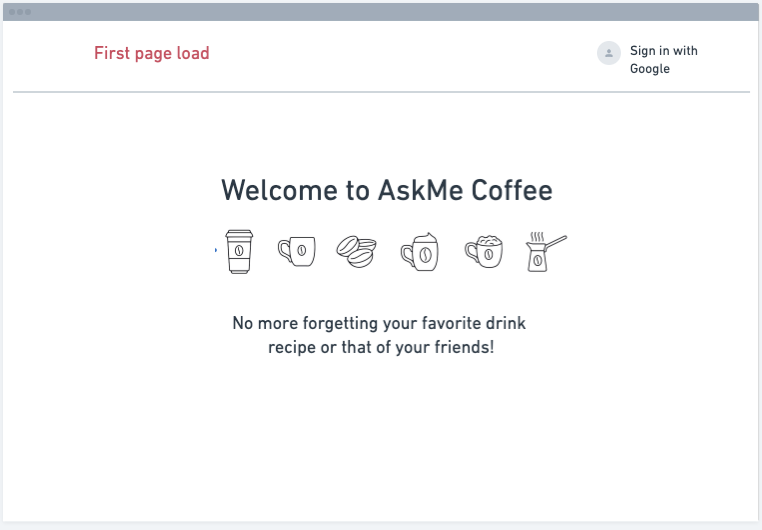 First page load
Sign in with
Google
Welcome to AskMe Coffee
No more forgetting your favorite drink
recipe or that of your friends!